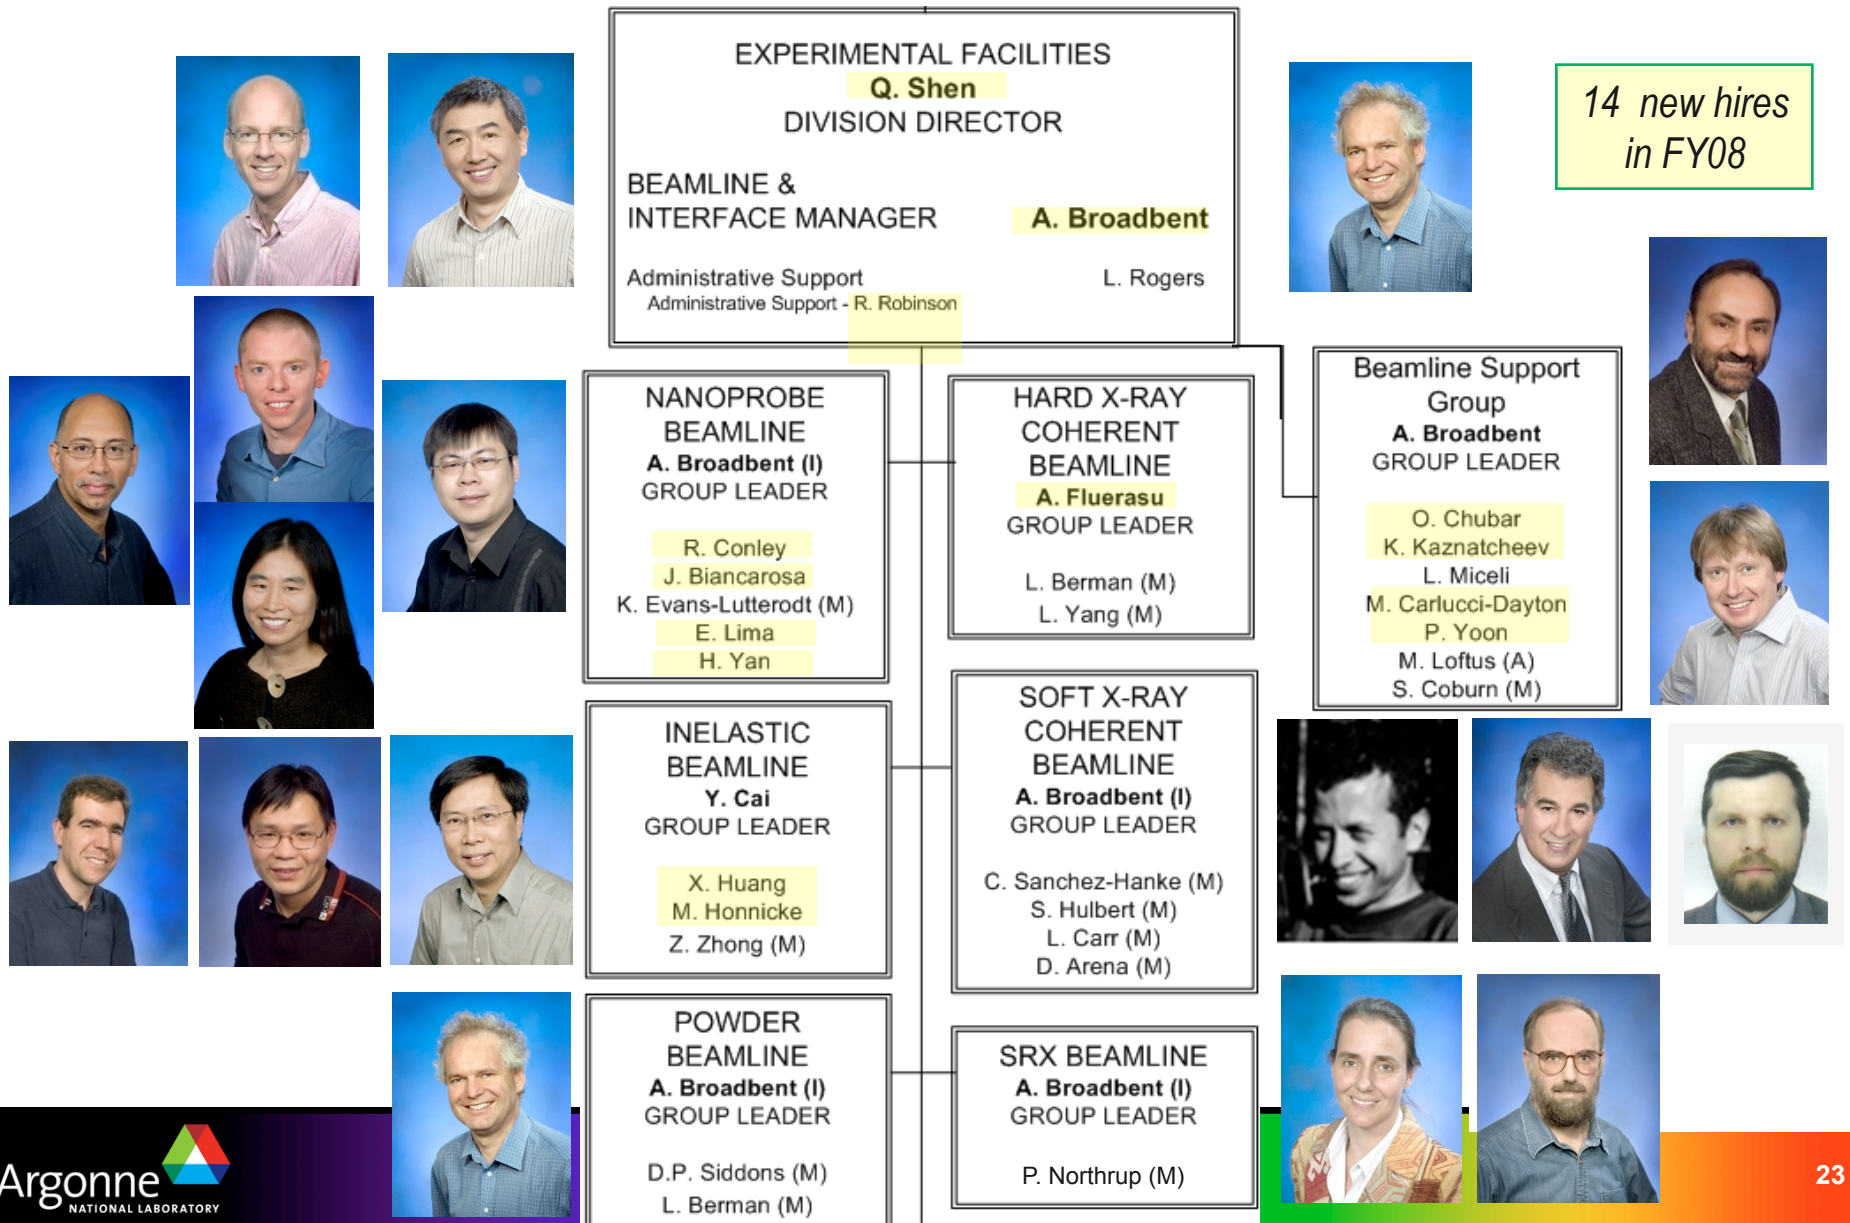 EXPERIMENTAL FACILITIES
Q. Shen
DIVISION DIRECTOR
BEAMLINE &
INTERFACE MANAGER A. Broadbent
Administrative Support L. Rogers
Administrative Support - R. Robinson
14 new hires
in FY08
NANOPROBE
BEAMLINE
A. Broadbent (I)
GROUP LEADER
R. Conley
J. Biancarosa
K. Evans-Lutterodt (M)
E. Lima
H. Yan
HARD X-RAY
COHERENT
BEAMLINE
A. Fluerasu
GROUP LEADER
L. Berman (M)
L. Yang (M)
Beamline Support
Group
A. Broadbent
GROUP LEADER
O. Chubar
K. Kaznatcheev
L. Miceli
M. Carlucci-Dayton
P. Yoon
M. Loftus (A)
S. Coburn (M)
INELASTIC
BEAMLINE
Y. Cai
GROUP LEADER
X. Huang
M. Honnicke
Z. Zhong (M)
SOFT X-RAY
COHERENT
BEAMLINE
A. Broadbent (I)
GROUP LEADER
C. Sanchez-Hanke (M)
S. Hulbert (M)
L. Carr (M)
D. Arena (M)
POWDER
BEAMLINE
A. Broadbent (I)
GROUP LEADER
D.P. Siddons (M)
L. Berman (M)
SRX BEAMLINE
A. Broadbent (I)
GROUP LEADER
P. Northrup (M)
Argonne
NATIONAL LABORATORY
23